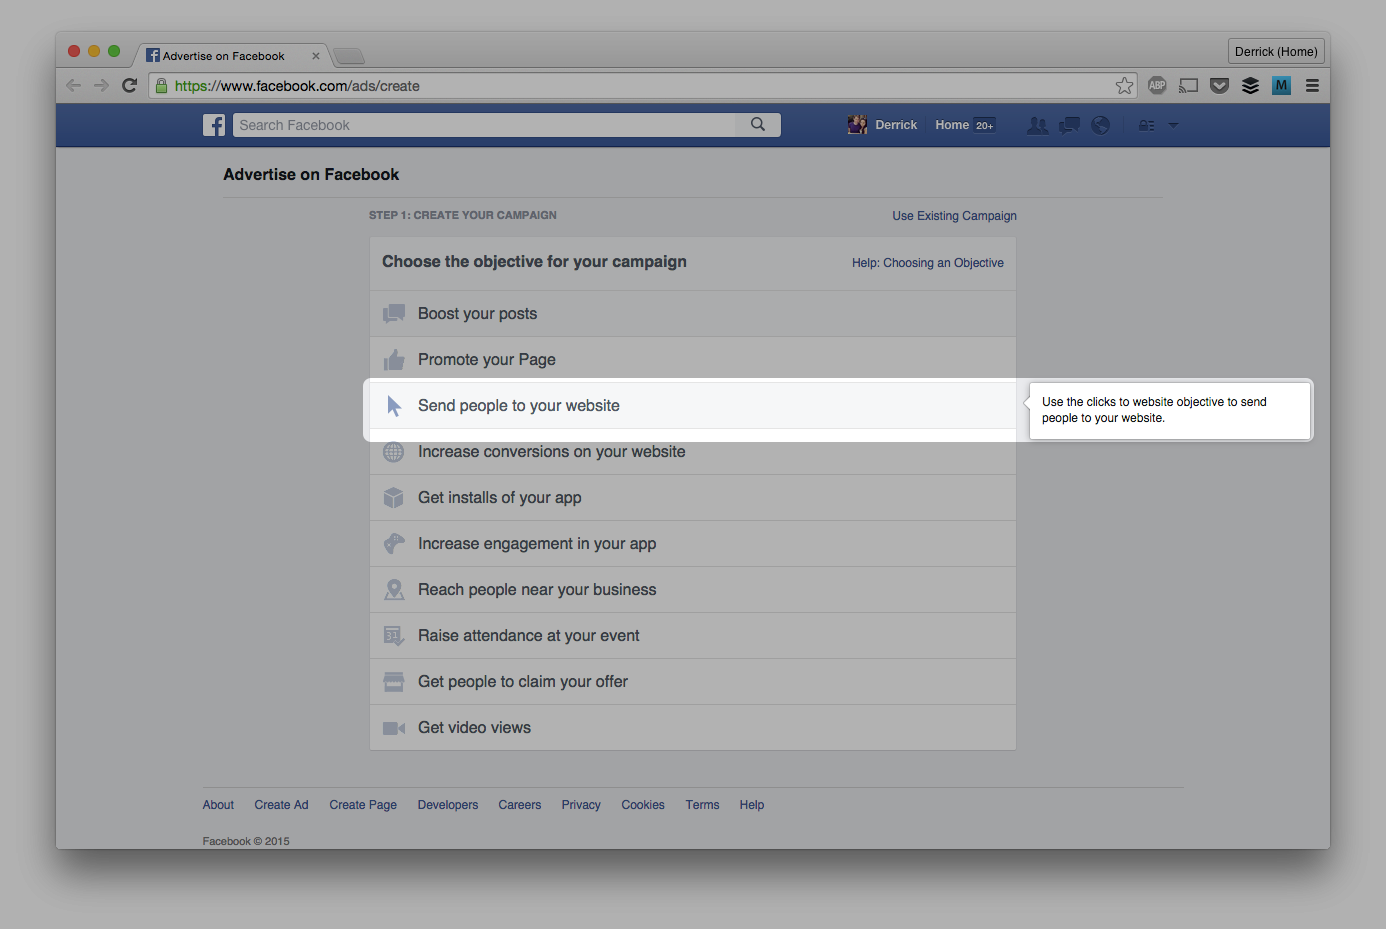 Advertise on Facebook
Derrick (Home)
https://www.facebook.com/ads/create
ABP
M
Search Facebook
Derrick
Home 20+
Advertise on Facebook
STEP 1: CREATE YOUR CAMPAIGN
Use Existing Campaign
Choose the objective for your campaign
Help: Choosing an Objective
Boost your posts
Promote your Page
Send people to your website
Use the clicks to website objective to send
people to your website.
Increase conversions on your website
Get installs of your app
Increase engagement in your app
Reach people near your business
31
Raise attendance at your event
Get people to claim your offer
Get video views
About Create Ad Create Page Developers Careers Privacy Cookies Terms Help
Facebook © 2015